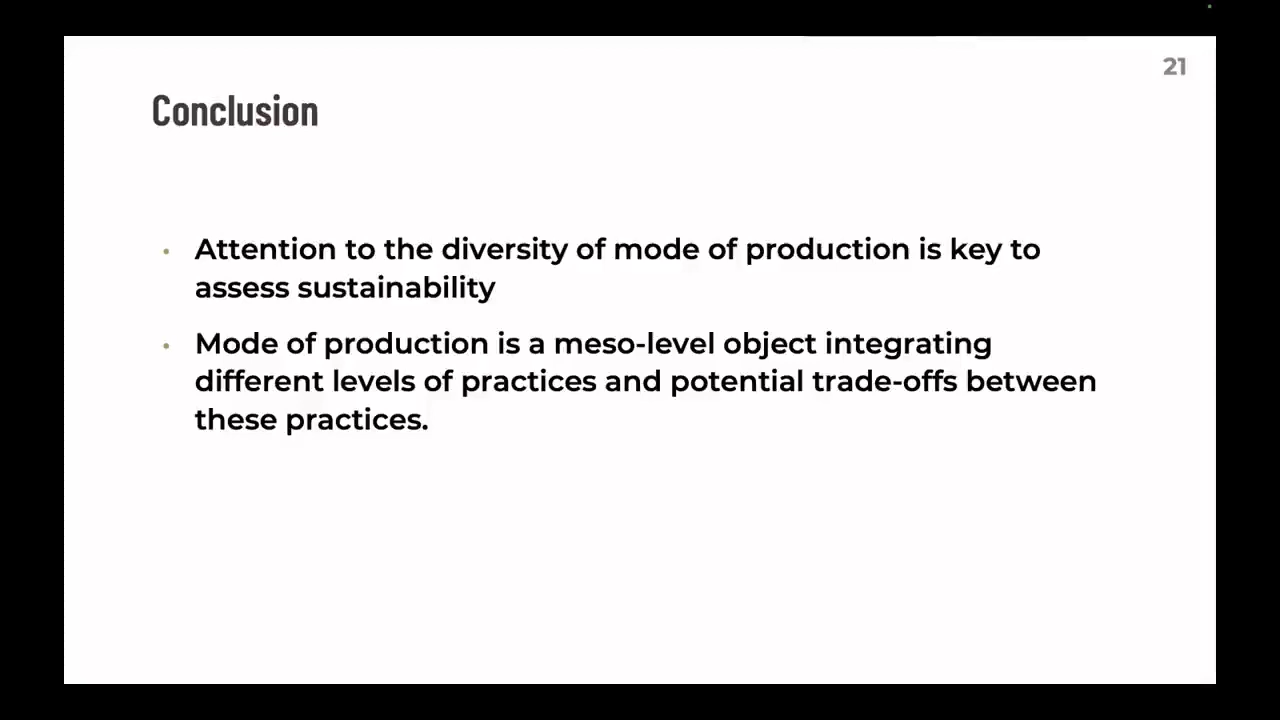 21
Conclusion
• Attention to the diversity of mode of production is key to
assess sustainability
• Mode of production is a meso-level object integrating
different levels of practices and potential trade-offs between
these practices.